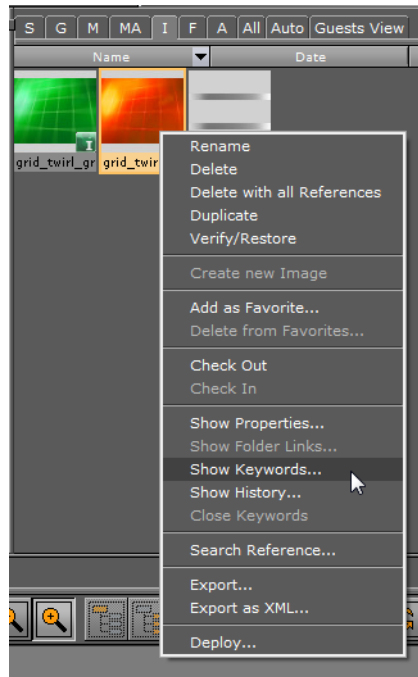 S G M MA I F A All Auto Guests View
Name Date
I
grid_twirl_gr grid_twir
Rename
Delete
Delete with all References
Duplicate
Verify/Restore
Create new Image
Add as Favorite...
Delete from Favorites...
Check Out
Check In
Show Properties...
Show Folder Links...
Show Keywords...
Show History...
Close Keywords
Search Reference...
Export...
Export as XML...
Deploy...